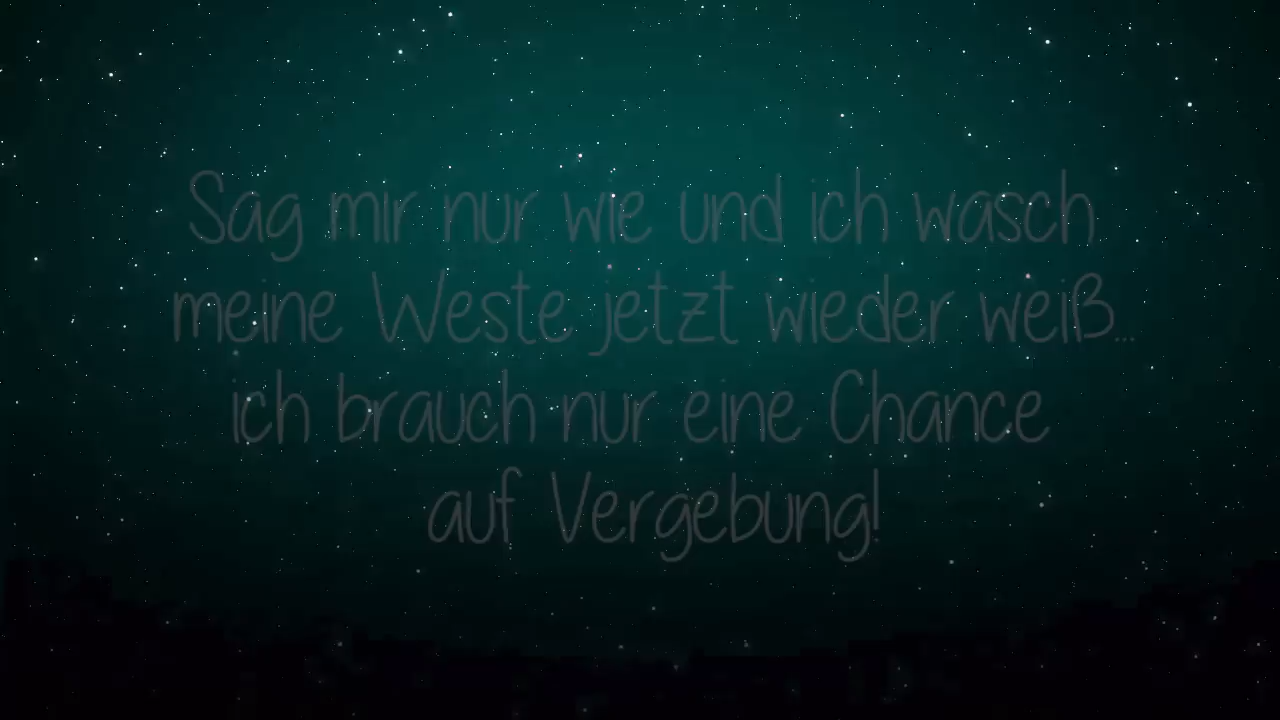 Sag mir nur wie und ich wasch
meine Weste jetzt wieder weiß...
ich brauch nur eine Chance
auf Vergebung!